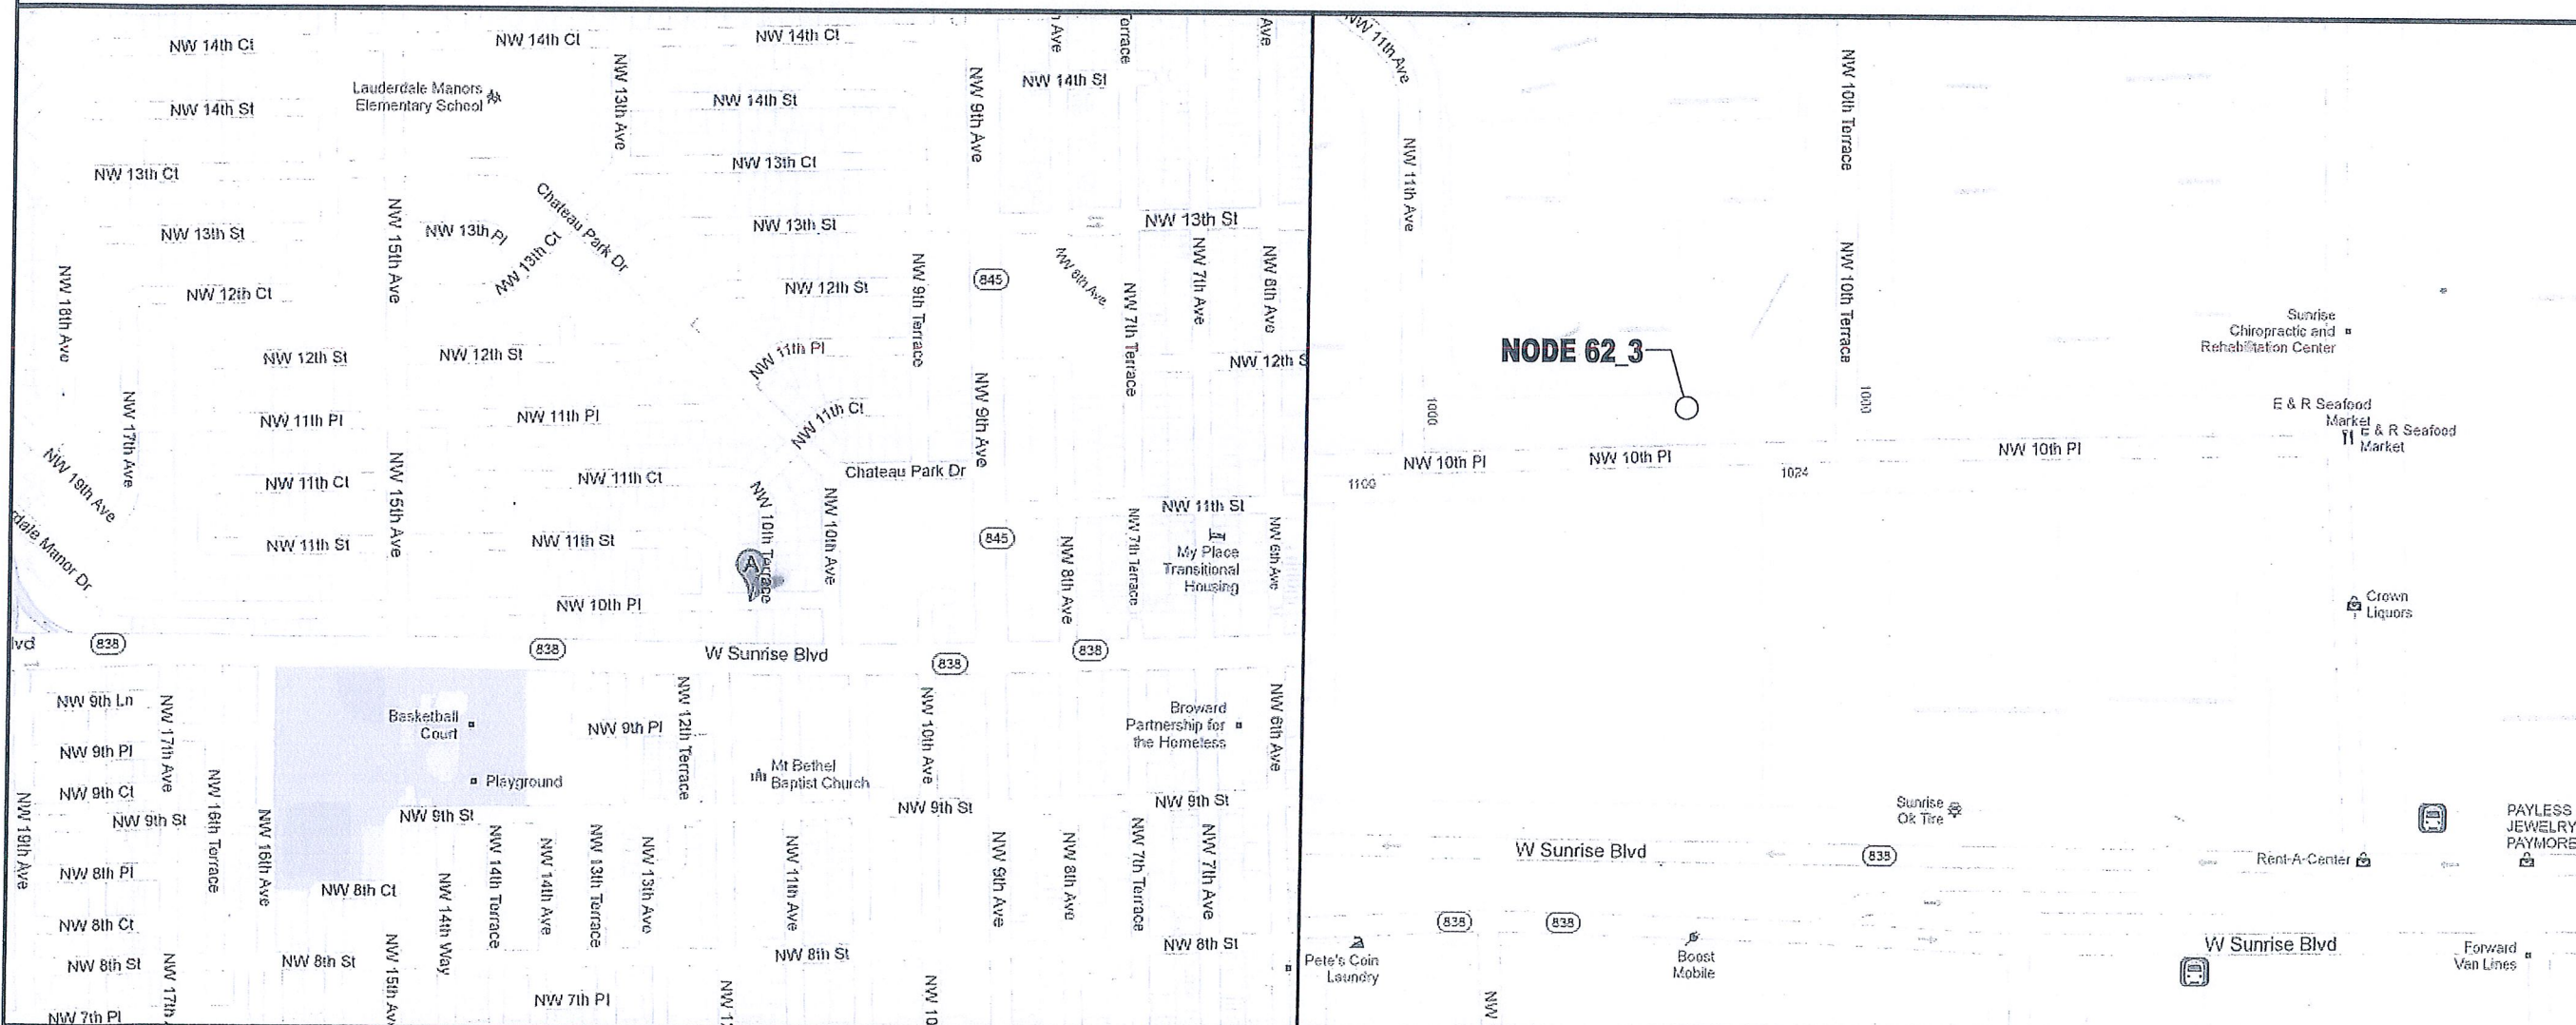 NW 14th Ct
NW 14th Ct
NW 14th Ct
Ave
Terrace
Ave
Lauderdale Manors
Elementary School
NW 13th Ave
NW 9th Ave
NW 14th St
NW 14th St
NW 14th St
NW 13th Ct
NW 13th Ct
Chateau Park Dr
NW 15th Ave
NW 13th St
NW 13th Pl
NW 13th Ct
NW 13th St
NW 13th St
NW 18th Ave
NW 12th Ct
NW 12th St
NW 9th Terrace
845
NW 8th Ave
NW 7th Terrace
NW 7th Ave
NW 6th Ave
NW 12th St
NW 12th St
NW 11th Pl
NW 12th S
NW 17th Ave
NW 11th Pl
NW 11th Pl
NW 11th Ct
NW 9th Ave
NW 19th Ave
NW 15th Ave
NW 11th Ct
NW 11th Ct
Chateau Park Dr
NW 10th Terrace
NW 10th Ave
NW 11th St
dale Manor Dr
NW 11th St
NW 11th St
A
845
NW 8th Ave
NW 7th Terrace
My Place
Transitional
Housing
NW 6th Ave
NW 10th Pl
lvd
838
838
W Sunrise Blvd
838
838
NW 9th Ln
NW 17th Ave
Basketball
Court
NW 9th Pl
NW 12th Terrace
NW 10th Ave
Broward
Partnership for
the Homeless
NW 6th Ave
NW 9th Pl
NW 16th Terrace
Playground
Mt Bethel
Baptist Church
NW 9th Ct
NW 9th St
NW 9th St
NW 19th Ave
NW 9th St
NW 16th Ave
NW 9th St
NW 14th Terrace
NW 14th Ave
NW 13th Terrace
NW 13th Ave
NW 11th Ave
NW 9th Ave
NW 8th Ave
NW 7th Terrace
NW 7th Ave
NW 8th Pl
NW 8th Ct
NW 14th Way
NW 8th Ct
NW 8th St
NW 17th
NW 8th St
NW 15th Av
NW 8th St
NW 8th St
NW 7th Pl
NW 7th Pl
NW 1
NW 10
NW 11th Ave
NW 11th Ave
NW 10th Terrace
NW 10th Terrace
Sunrise
Chiropractic and
Rehabilitation Center
NODE 62_3
1000
1000
E & R Seafood
Market
E & R Seafood
Market
NW 10th Pl
NW 10th Pl
NW 10th Pl
1100
1024
Crown
Liquors
Sunrise
Ok Tire
PAYLESS
JEWELRY
PAYMORE
W Sunrise Blvd
838
Rent-A-Center
838
838
W Sunrise Blvd
Pete's Coin
Laundry
Boost
Mobile
Forward
Van Lines
NW